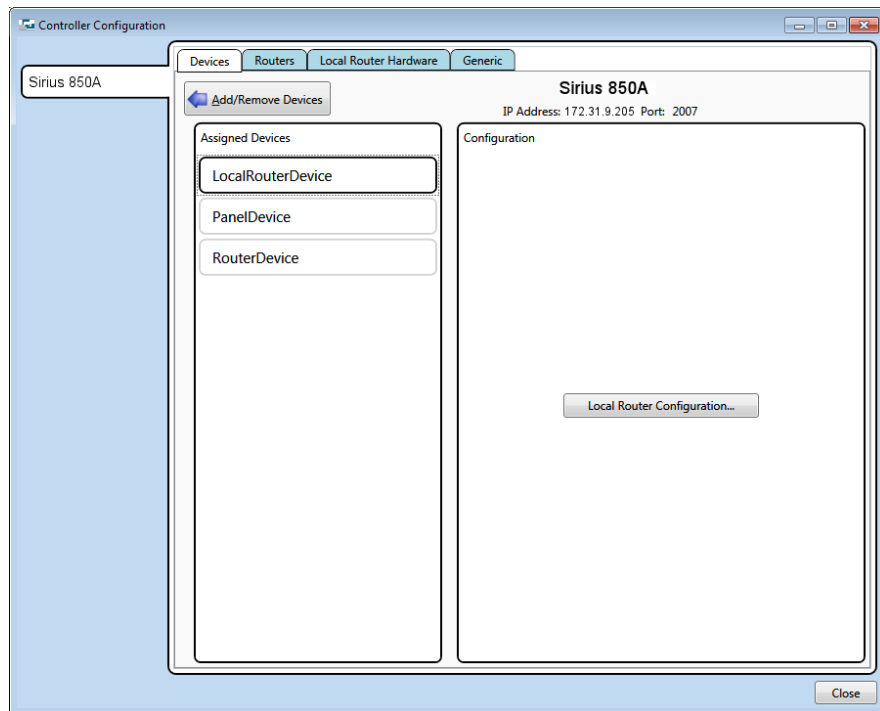 Controller Configuration
Sirius 850A
Devices
Routers
Local Router Hardware
Generic
Add/Remove Devices
Sirius 850A
IP Address: 172.31.9.205 Port: 2007
Assigned Devices
LocalRouterDevice
PanelDevice
RouterDevice
Configuration
Local Router Configuration...
Close